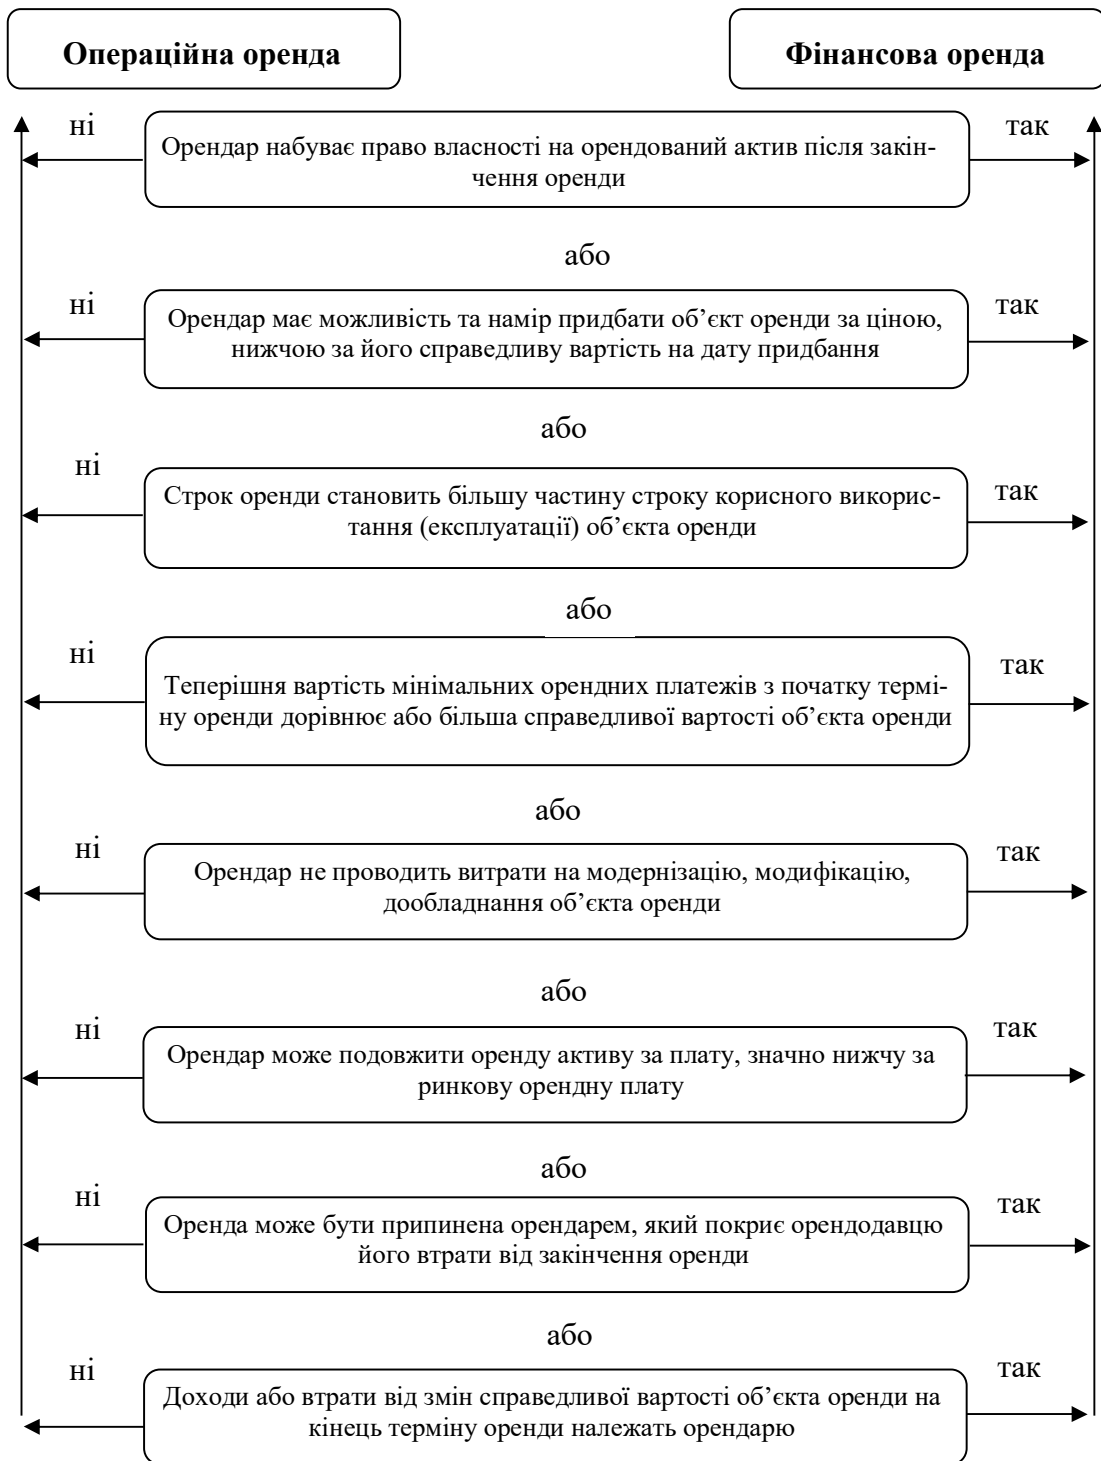 Операційна оренда
Фінансова оренда
ні
так
Орендар набуває право власності на орендований актив після закін-
чення оренди
або
ні
так
Орендар має можливість та намір придбати об’єкт оренди за ціною,
нижчою за його справедливу вартість на дату придбання
або
ні
так
Строк оренди становить більшу частину строку корисного викорис-
тання (експлуатації) об’єкта оренди
або
ні
так
Теперішня вартість мінімальних орендних платежів з початку термі-
ну оренди дорівнює або більша справедливої вартості об’єкта оренди
або
ні
так
Орендар не проводить витрати на модернізацію, модифікацію,
дообладнання об’єкта оренди
або
ні
так
Орендар може подовжити оренду активу за плату, значно нижчу за
ринкову орендну плату
або
ні
так
Оренда може бути припинена орендарем, який покриє орендодавцю
його втрати від закінчення оренди
або
ні
так
Доходи або втрати від змін справедливої вартості об’єкта оренди на
кінець терміну оренди належать орендарю